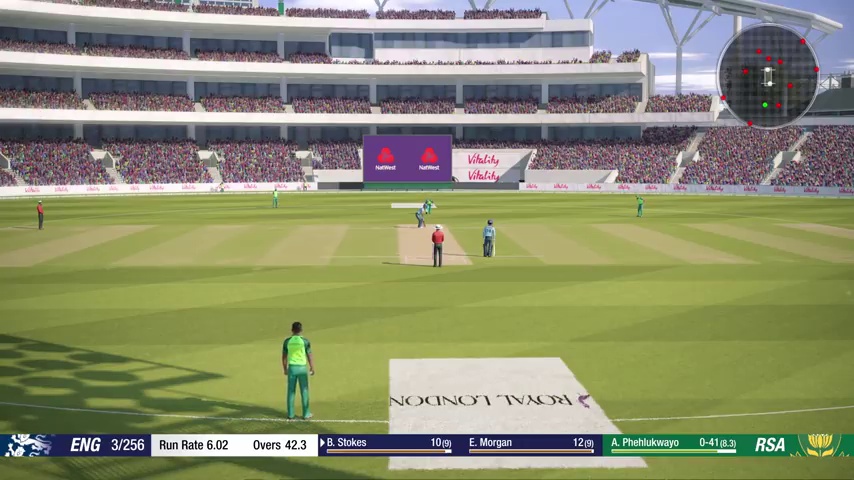 NatWest NatWest
Vitality
Vitality
ROYAL LONDON
ENG 3/256 Run Rate 6.02 Overs 42.3 B. Stokes 10(9) E. Morgan 12(9) A. Phehlukwayo 0-41(8.3) RSA